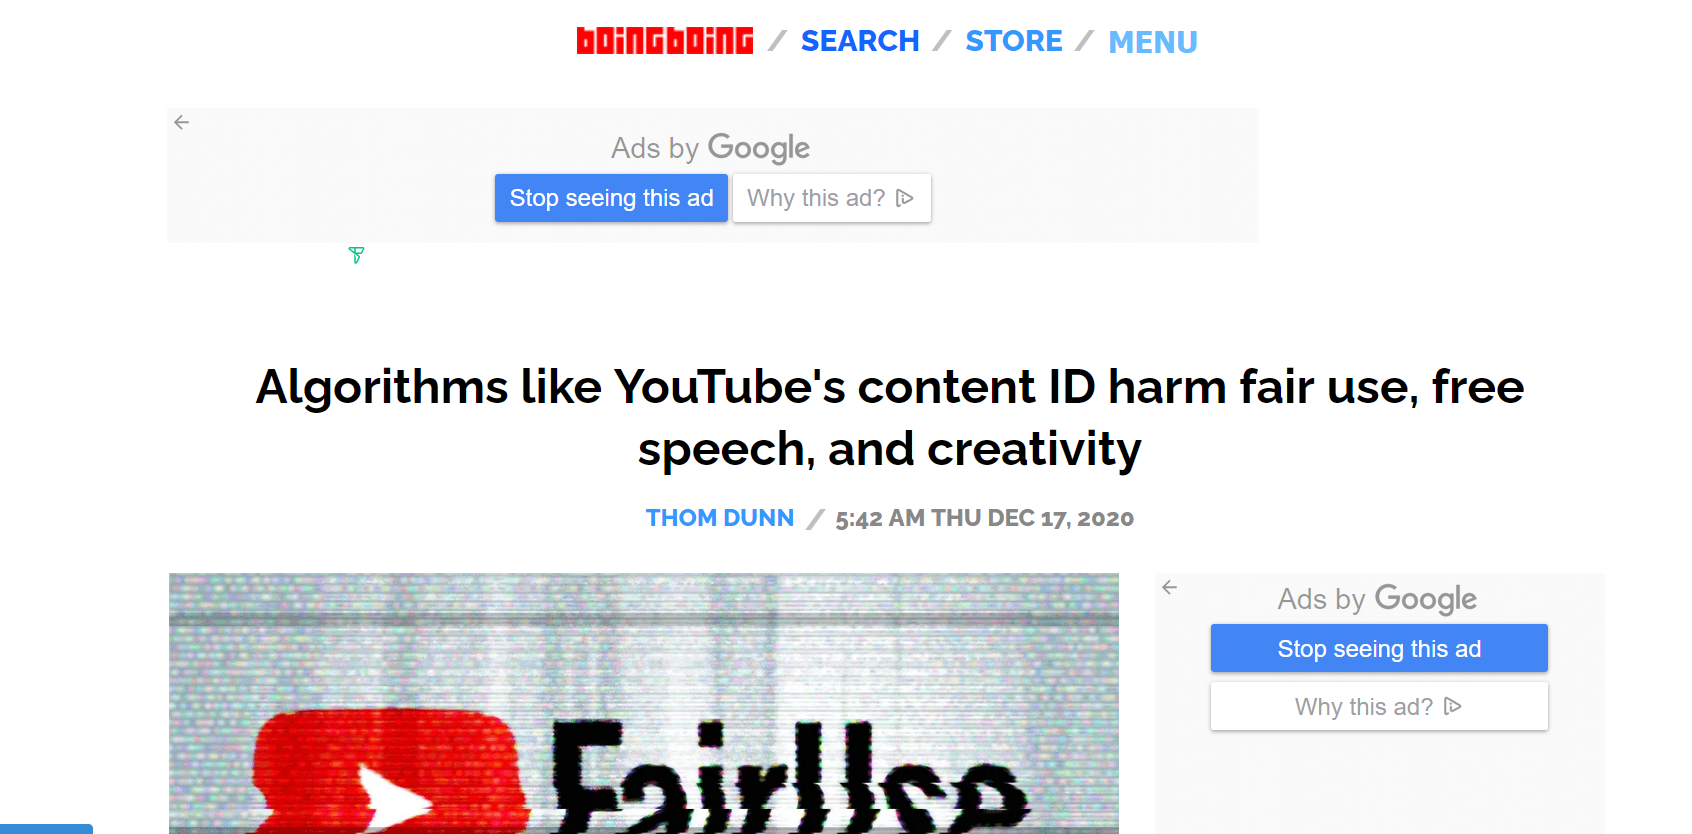 boingboing / SEARCH / STORE / MENU
Ads by Google
Stop seeing this ad Why this ad?
Algorithms like YouTube's content ID harm fair use, free
speech, and creativity
THOM DUNN / 5:42 AM THU DEC 17, 2020
FairUse
Ads by Google
Stop seeing this ad
Why this ad?